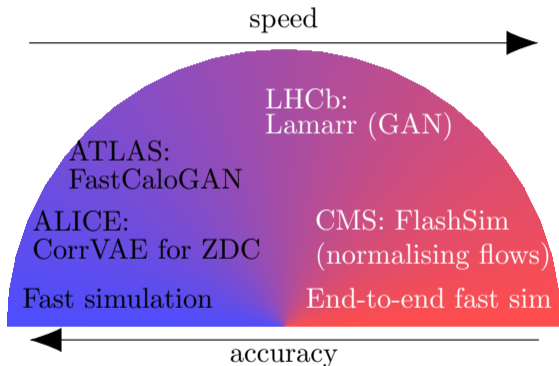 speed
LHCb:
Lamarr (GAN)
ATLAS:
FastCaloGAN
ALICE:
CorrVAE for ZDC
CMS: FlashSim
(normalising flows)
Fast simulation
End-to-end fast sim
accuracy